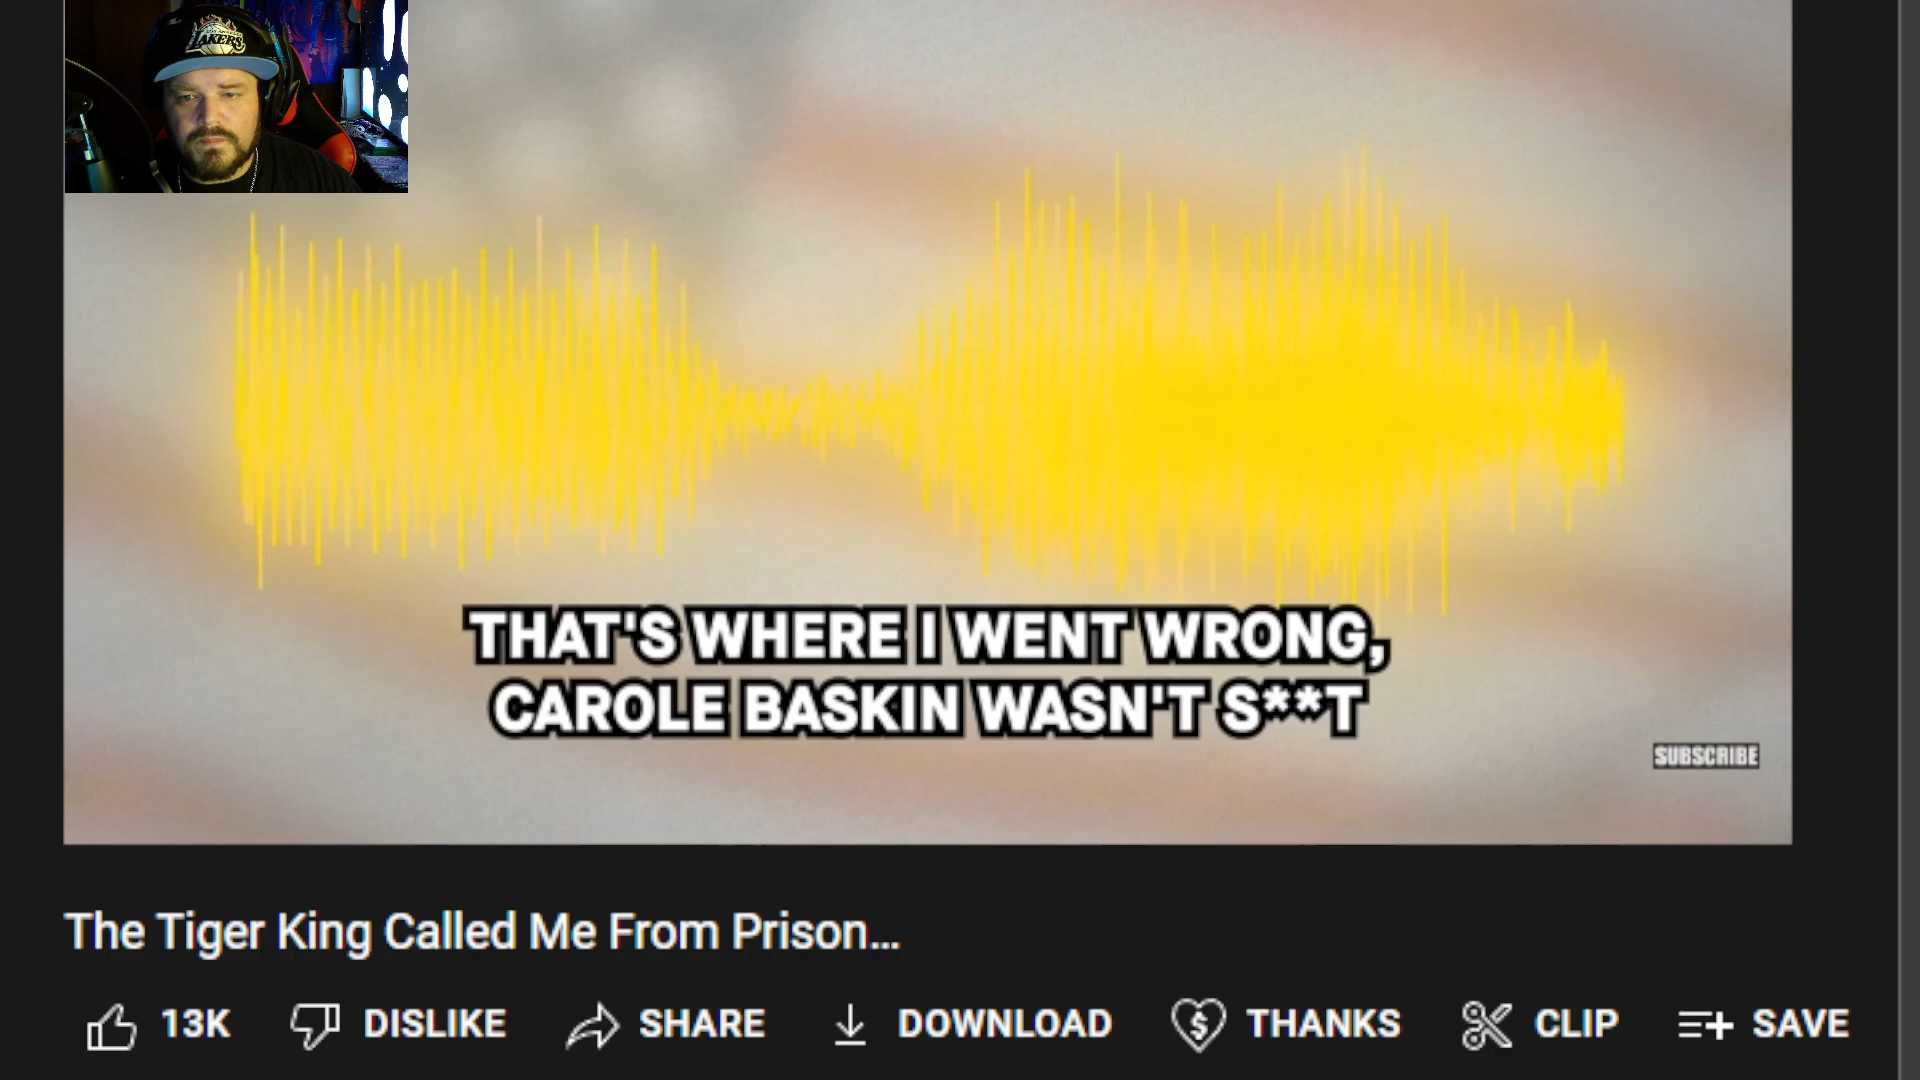 LAKERS
THAT'S WHERE I WENT WRONG,
CAROLE BASKIN WASN'T S**T
SUBSCRIBE
The Tiger King Called Me From Prison...
13K DISLIKE SHARE DOWNLOAD THANKS CLIP SAVE